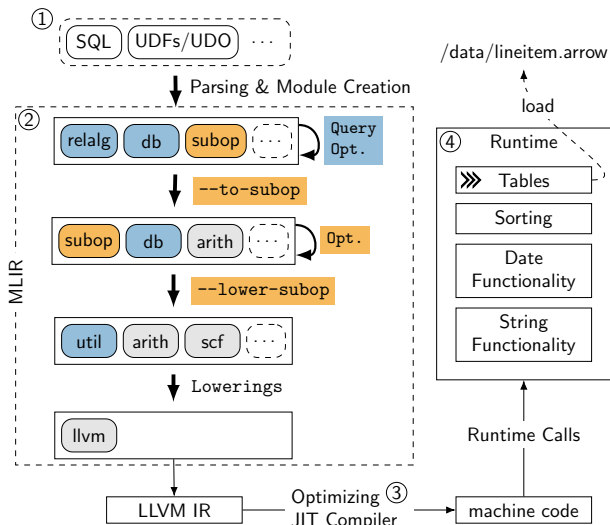 ①
SQL
UDFs/UDO
···
Parsing & Module Creation
②
MLIR
relalg
db
subop
···
Query
Opt.
--to-subop
subop
db
arith
···
Opt.
--lower-subop
util
arith
scf
···
Lowerings
llvm
LLVM IR
Optimizing ③
JIT Compiler
machine code
Runtime Calls
/data/lineitem.arrow
load
④
Runtime
Tables
Sorting
Date
Functionality
String
Functionality